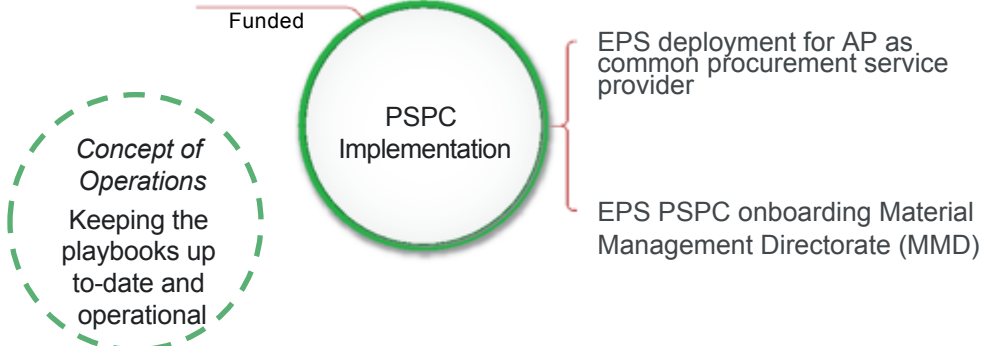 Funded
EPS deployment for AP as
common procurement service
provider
PSPC
Implementation
Concept of
Operations
Keeping the
playbooks up
to-date and
operational
EPS PSPC onboarding Material
Management Directorate (MMD)